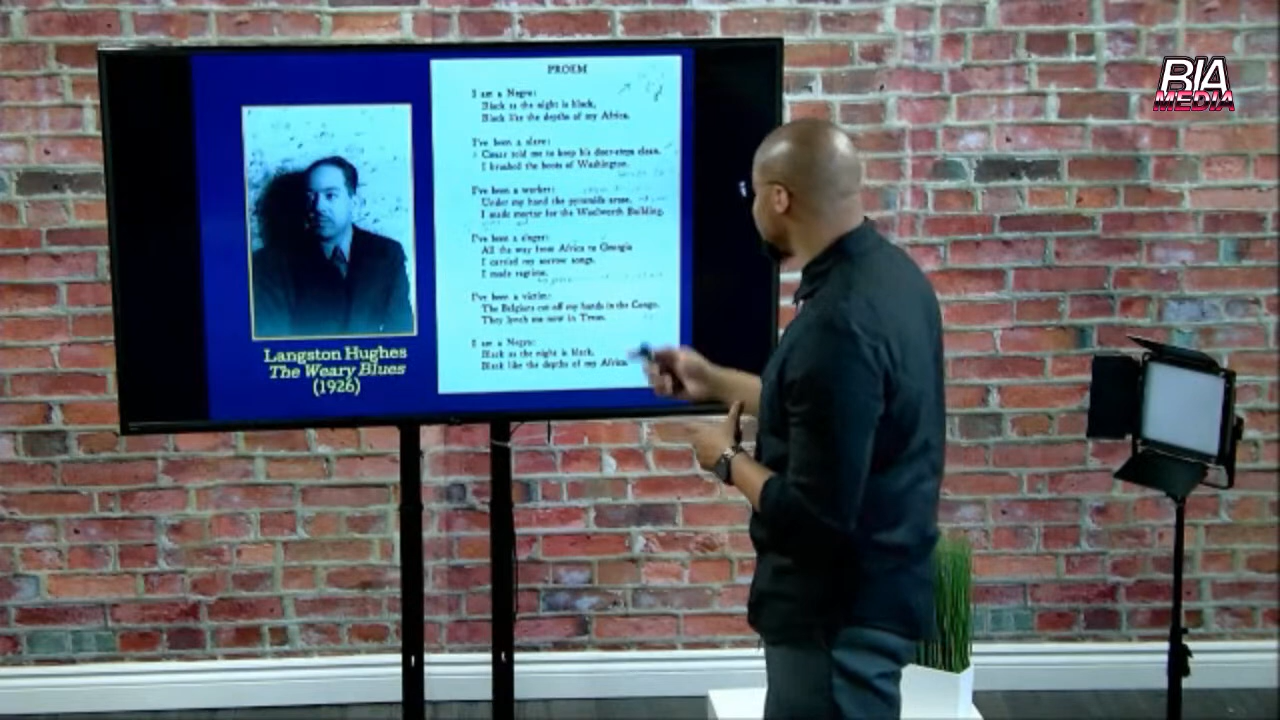 BIA
MEDIA
PROEM
I am a Negro:
Black as the night is black,
Black like the depths of my Africa.
I've been a slave:
Cæsar told me to keep his door-steps clean.
I brushed the boots of Washington.
I've been a worker:
Under my hand the pyramids arose.
I made mortar for the Woolworth Building.
I've been a singer:
All the way from Africa to Georgia
I carried my sorrow songs.
I made ragtime.
I've been a victim:
The Belgians cut off my hands in the Congo.
They lynch me now in Texas.
I am a Negro:
Black as the night is black,
Black like the depths of my Africa.
Langston Hughes
The Weary Blues
(1926)